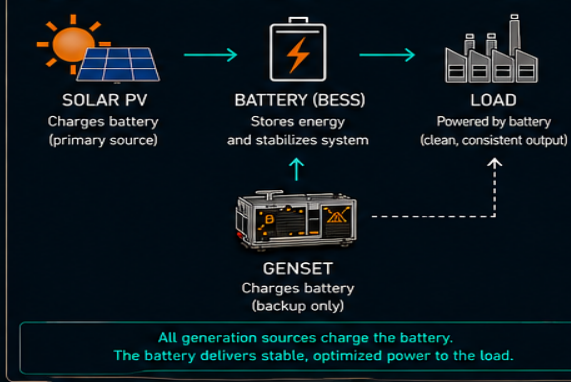 SOLAR PV
Charges battery
(primary source)
BATTERY (BESS)
Stores energy
and stabilizes system
LOAD
Powered by battery
(clean, consistent output)
B
GENSET
Charges battery
(backup only)
All generation sources charge the battery.
The battery delivers stable, optimized power to the load.